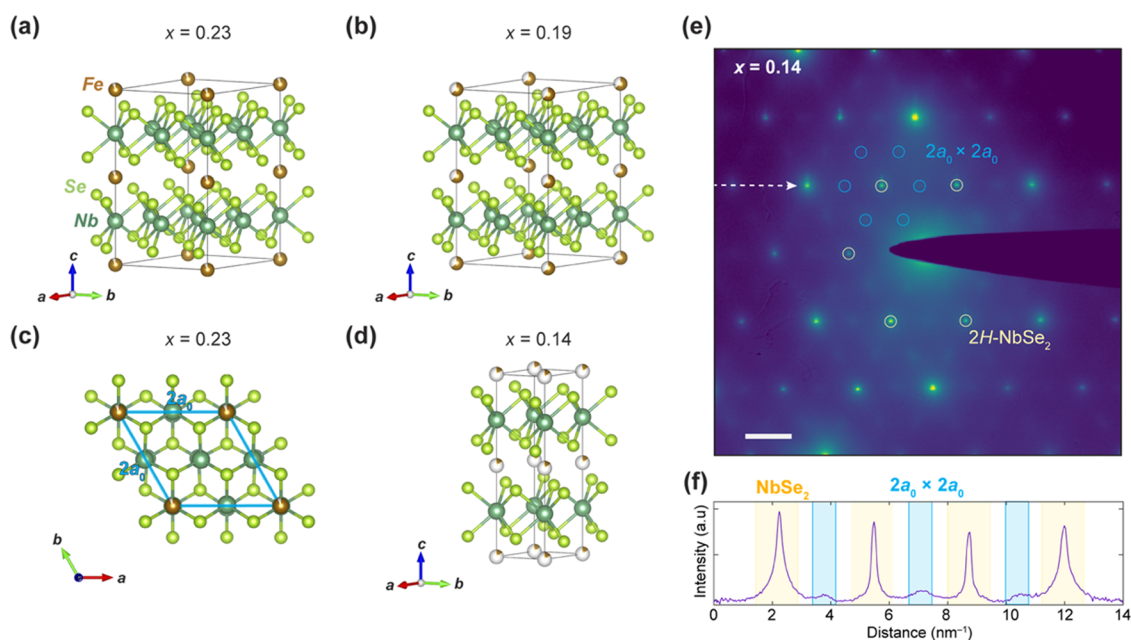 (a)
x = 0.23
Fe
Se
Nb
c
a
b
(b)
x = 0.19
c
a
b
(c)
x = 0.23
2a₀
2a₀
b
a
(d)
x = 0.14
c
a
b
(e)
x = 0.14
2a₀ × 2a₀
2H-NbSe₂
(f)
NbSe₂
2a₀ × 2a₀
Intensity (a.u)
0 2 4 6 8 10 12 14
Distance (nm⁻¹)